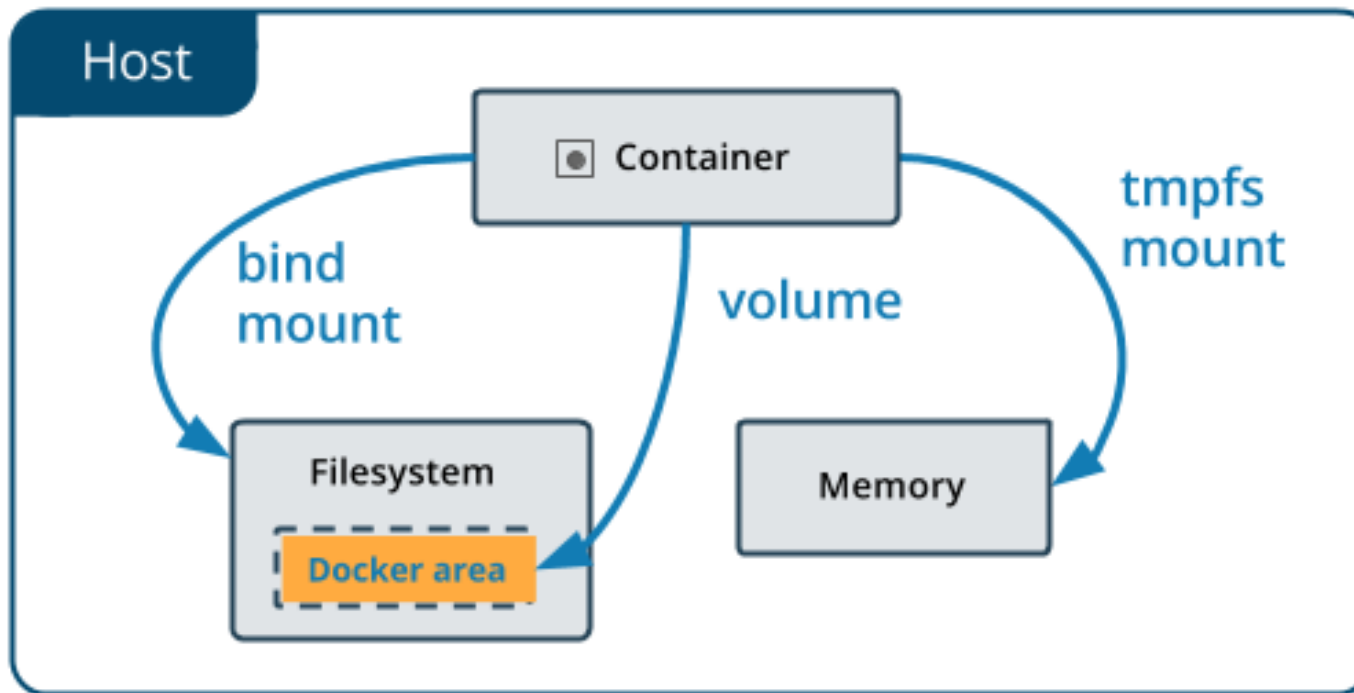 Host
Container
tmpfs
mount
bind
mount
volume
Filesystem
Memory
Docker area